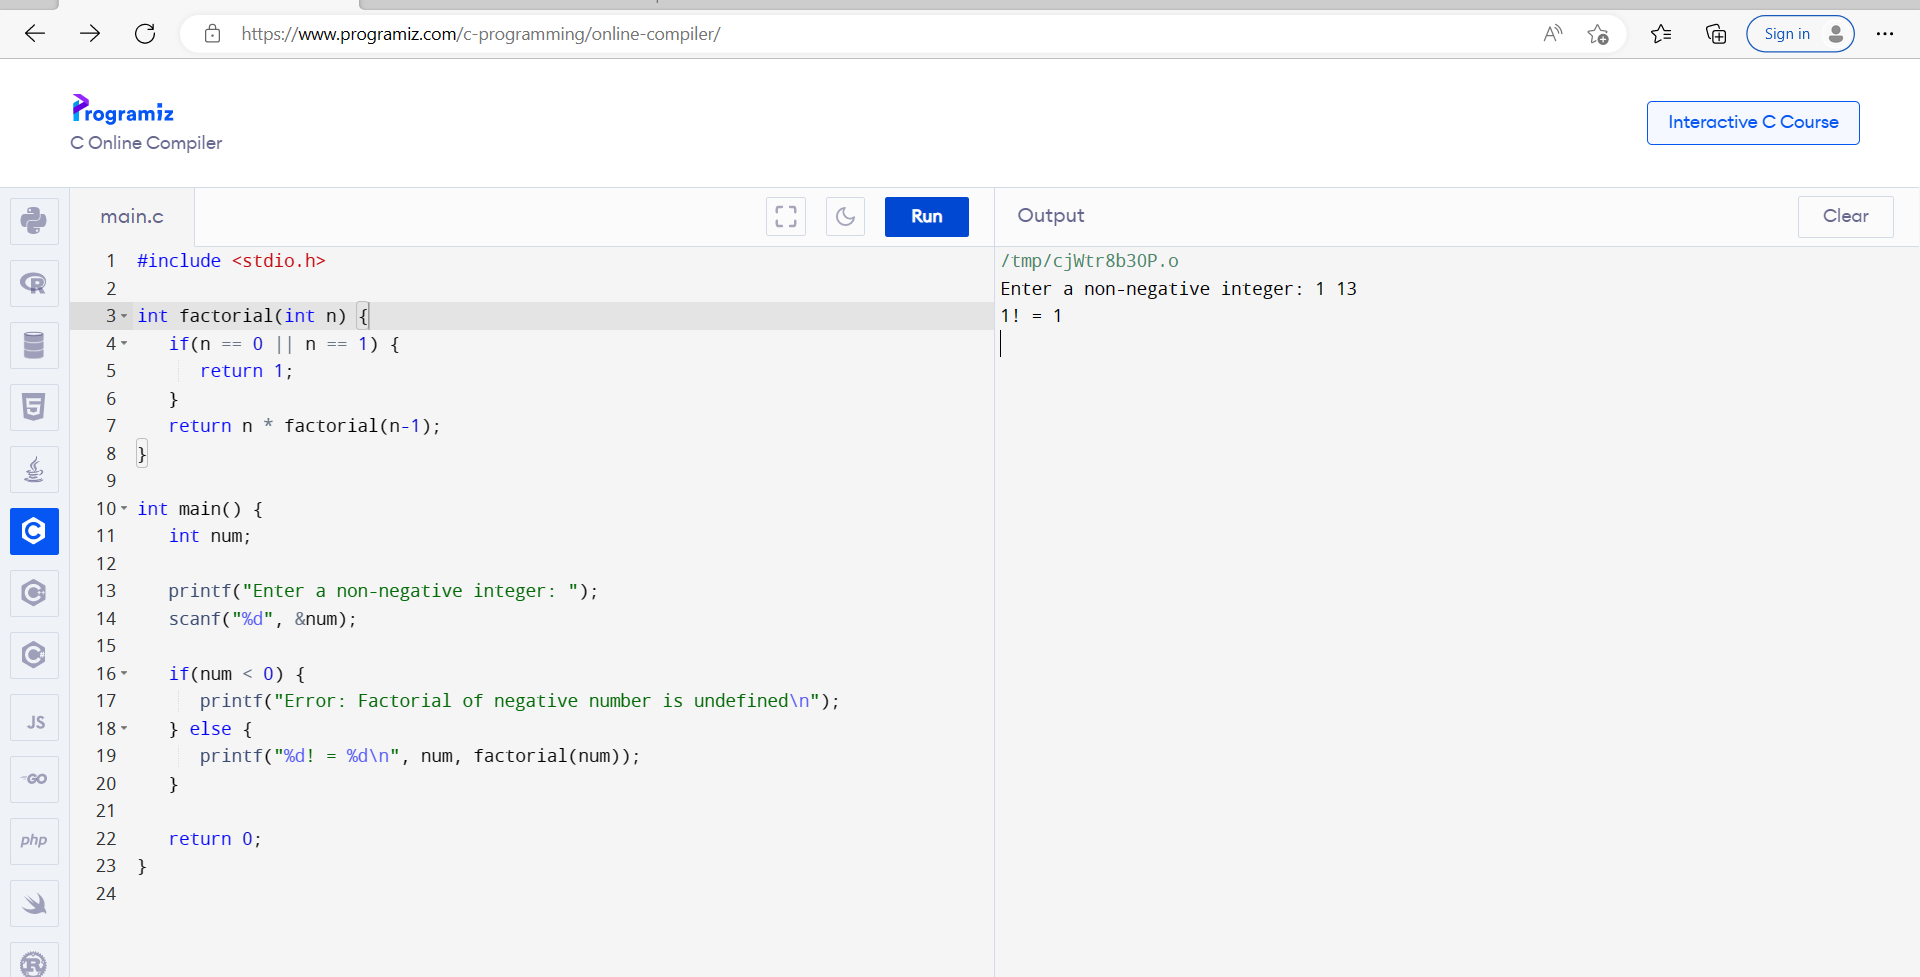 https://www.programiz.com/c-programming/online-compiler/
Sign in
Programiz
C Online Compiler
Interactive C Course
main.c
Run
Output
Clear
1 #include <stdio.h>
2
3 int factorial(int n) {
4    if(n == 0 || n == 1) {
5       return 1;
6    }
7    return n * factorial(n-1);
8 }
9
10 int main() {
11    int num;
12
13    printf("Enter a non-negative integer: ");
14    scanf("%d", &num);
15
16    if(num < 0) {
17       printf("Error: Factorial of negative number is undefined\n");
18    } else {
19       printf("%d! = %d\n", num, factorial(num));
20    }
21
22    return 0;
23 }
24
/tmp/cjWtr8b3OP.o
Enter a non-negative integer: 1 13
1! = 1
R
5
C
C
C
JS
GO
php
R